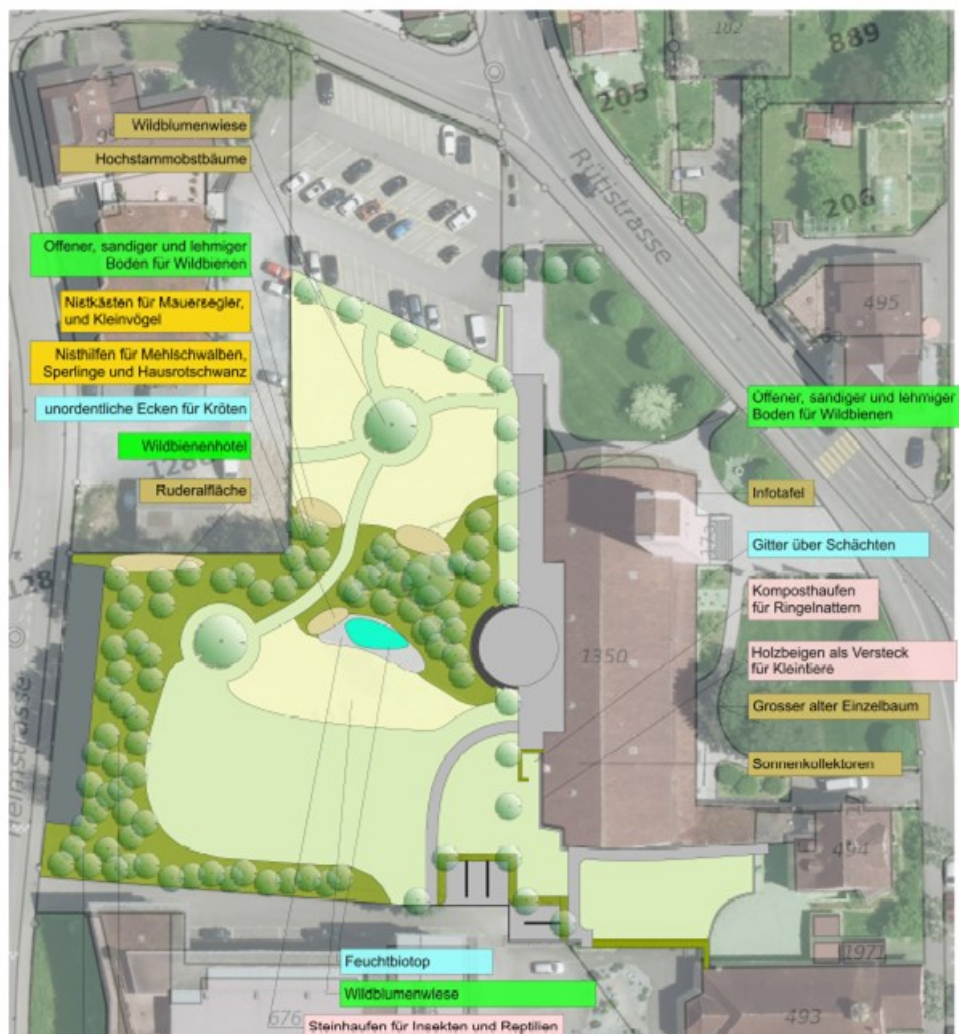 182
889
205
Rütistrasse
206
495
Wildblumenwiese
Hochstammobstbäume
Offener, sandiger und lehmiger
Boden für Wildbienen
Nistkästen für Mauersegler,
und Kleinvögel
Nisthilfen für Mehlschwalben,
Sperlinge und Hausrotschwanz
unordentliche Ecken für Kröten
Wildbienenhotel
Ruderalfläche
Offener, sandiger und lehmiger
Boden für Wildbienen
Infotafel
Gitter über Schächten
Komposthaufen
für Ringelnattern
Holzbeigen als Versteck
für Kleintiere
Grosser alter Einzelbaum
Sonnenkollektoren
1350
494
1971
493
676
Feuchtbiotop
Wildblumenwiese
Steinhaufen für Insekten und Reptilien